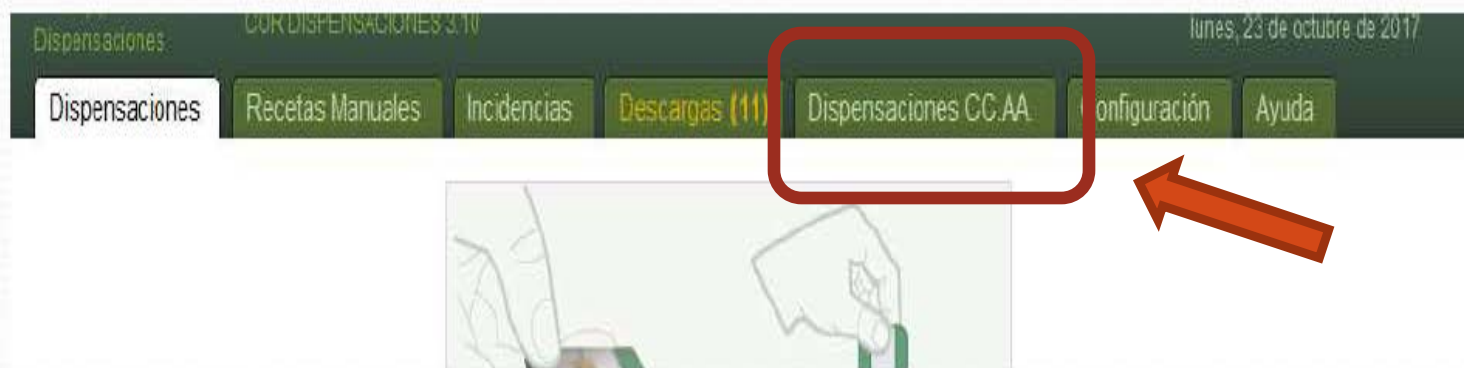 Dispensaciones
COR DISPENSACIONES 3.10
lunes, 23 de octubre de 2017
Dispensaciones
Recetas Manuales
Incidencias
Descargas (11)
Dispensaciones CC.AA.
Configuración
Ayuda